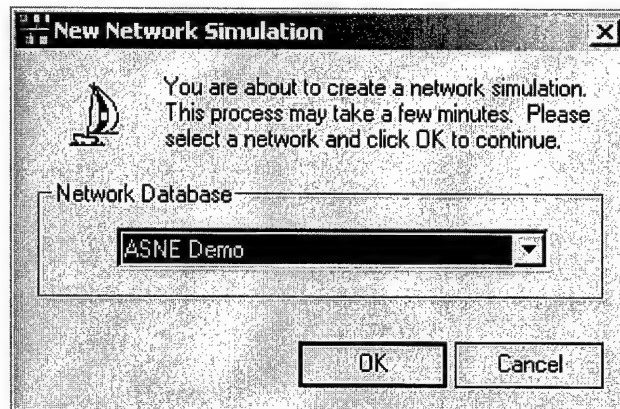 New Network Simulation
You are about to create a network simulation.
This process may take a few minutes. Please
select a network and click OK to continue.
Network Database
ASNE Demo
OK
Cancel